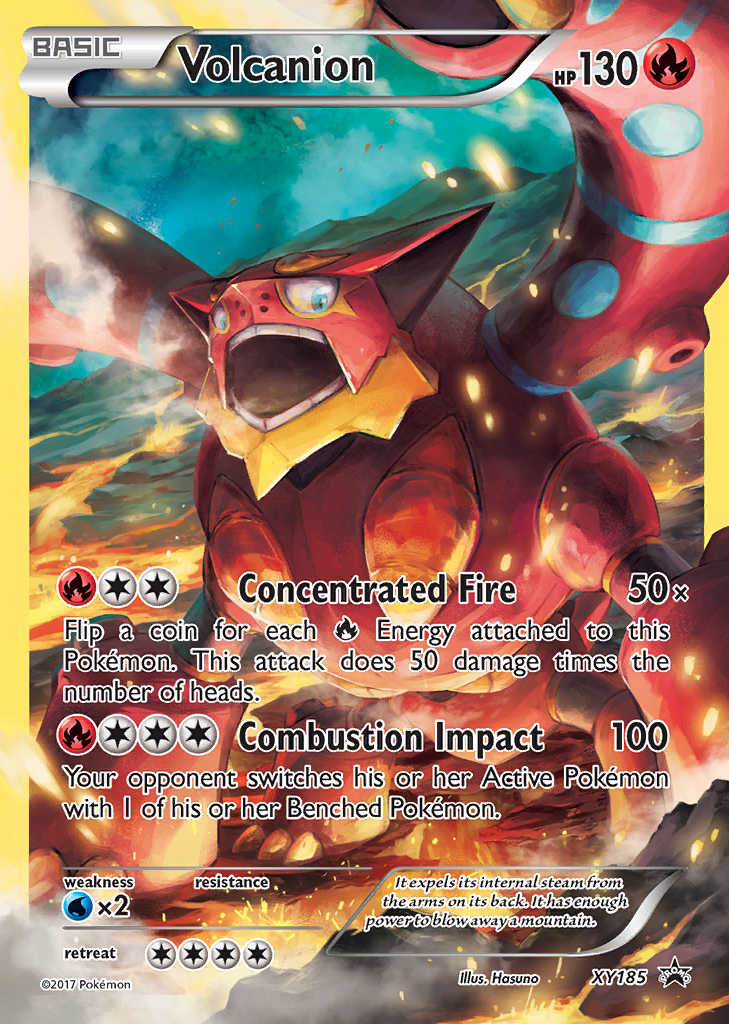 BASIC Volcanion HP130
Concentrated Fire 50×
Flip a coin for each Energy attached to this
Pokémon. This attack does 50 damage times the
number of heads.
Combustion Impact 100
Your opponent switches his or her Active Pokémon
with 1 of his or her Benched Pokémon.
weakness resistance
×2
It expels its internal steam from
the arms on its back. It has enough
power to blow away a mountain.
retreat
©2017 Pokémon Illus. Hasuno XY185 PROMO